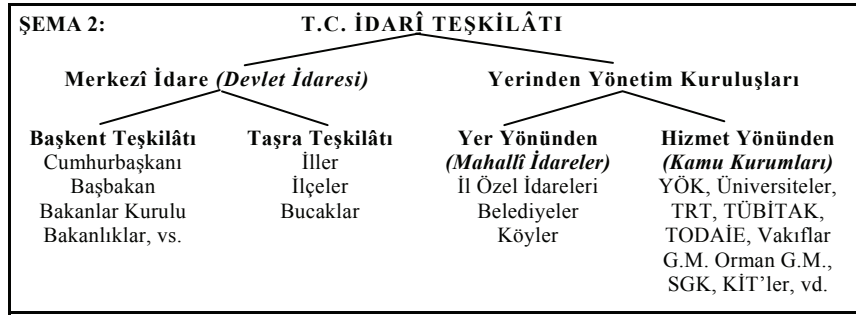 ŞEMA 2: T.C. İDARÎ TEŞKİLÂTI
Merkezî İdare (Devlet İdaresi)
Yerinden Yönetim Kuruluşları
Başkent Teşkilâtı
Cumhurbaşkanı
Başbakan
Bakanlar Kurulu
Bakanlıklar, vs.
Taşra Teşkilâtı
İller
İlçeler
Bucaklar
Yer Yönünden
(Mahallî İdareler)
İl Özel İdareleri
Belediyeler
Köyler
Hizmet Yönünden
(Kamu Kurumları)
YÖK, Üniversiteler,
TRT, TÜBİTAK,
TODAİE, Vakıflar
G.M. Orman G.M.,
SGK, KİT’ler, vd.